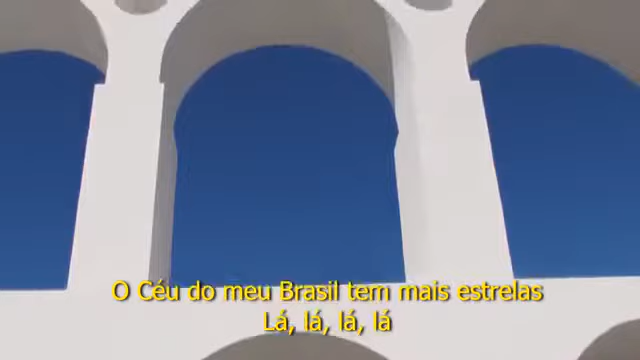 O Céu do meu Brasil tem mais estrelas
Lá, lá, lá, lá